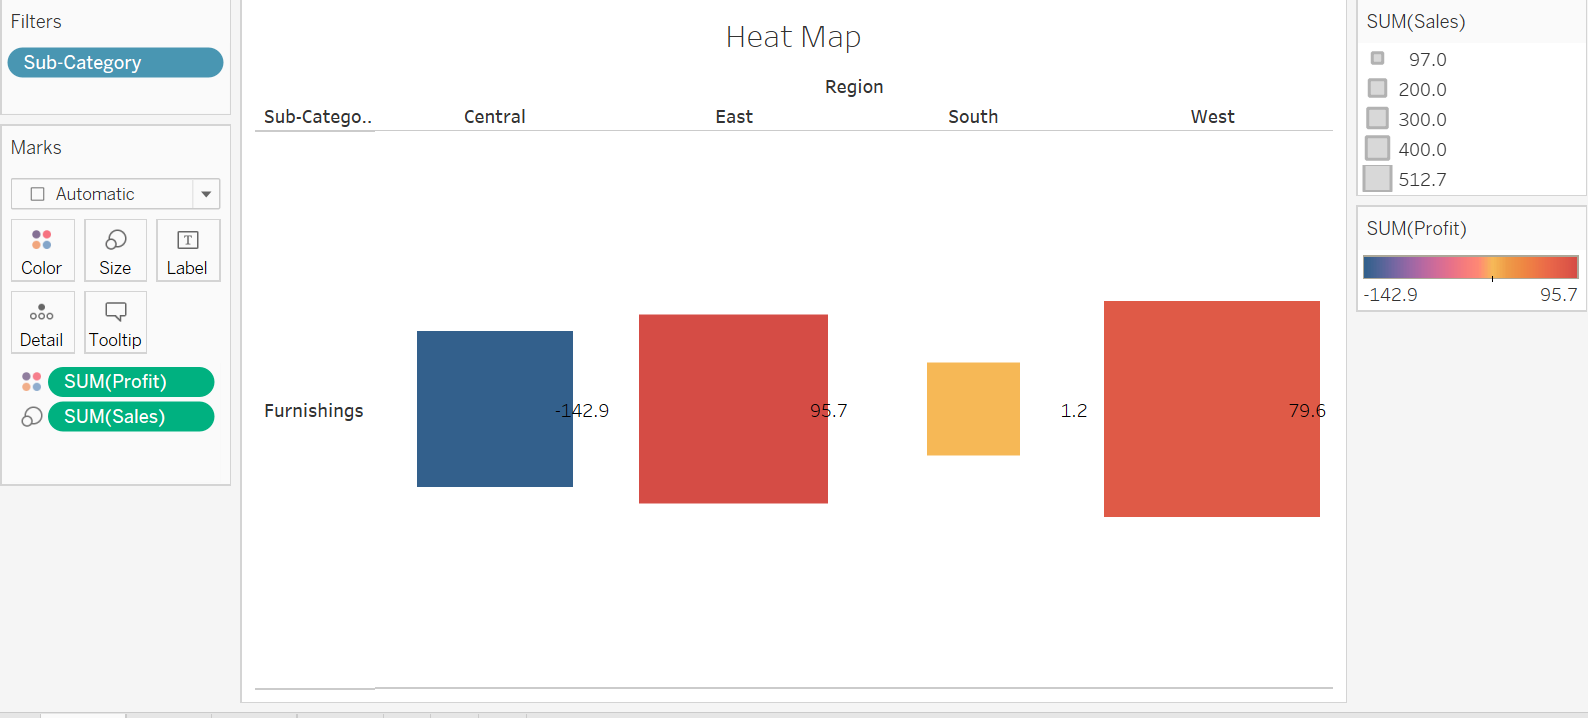 Filters
Sub-Category
Marks
Automatic
Color Size Label
Detail Tooltip
SUM(Profit)
SUM(Sales)
Heat Map
Region
Sub-Catego.. Central East South West
Furnishings -142.9 95.7 1.2 79.6
SUM(Sales)
97.0
200.0
300.0
400.0
512.7
SUM(Profit)
-142.9 95.7